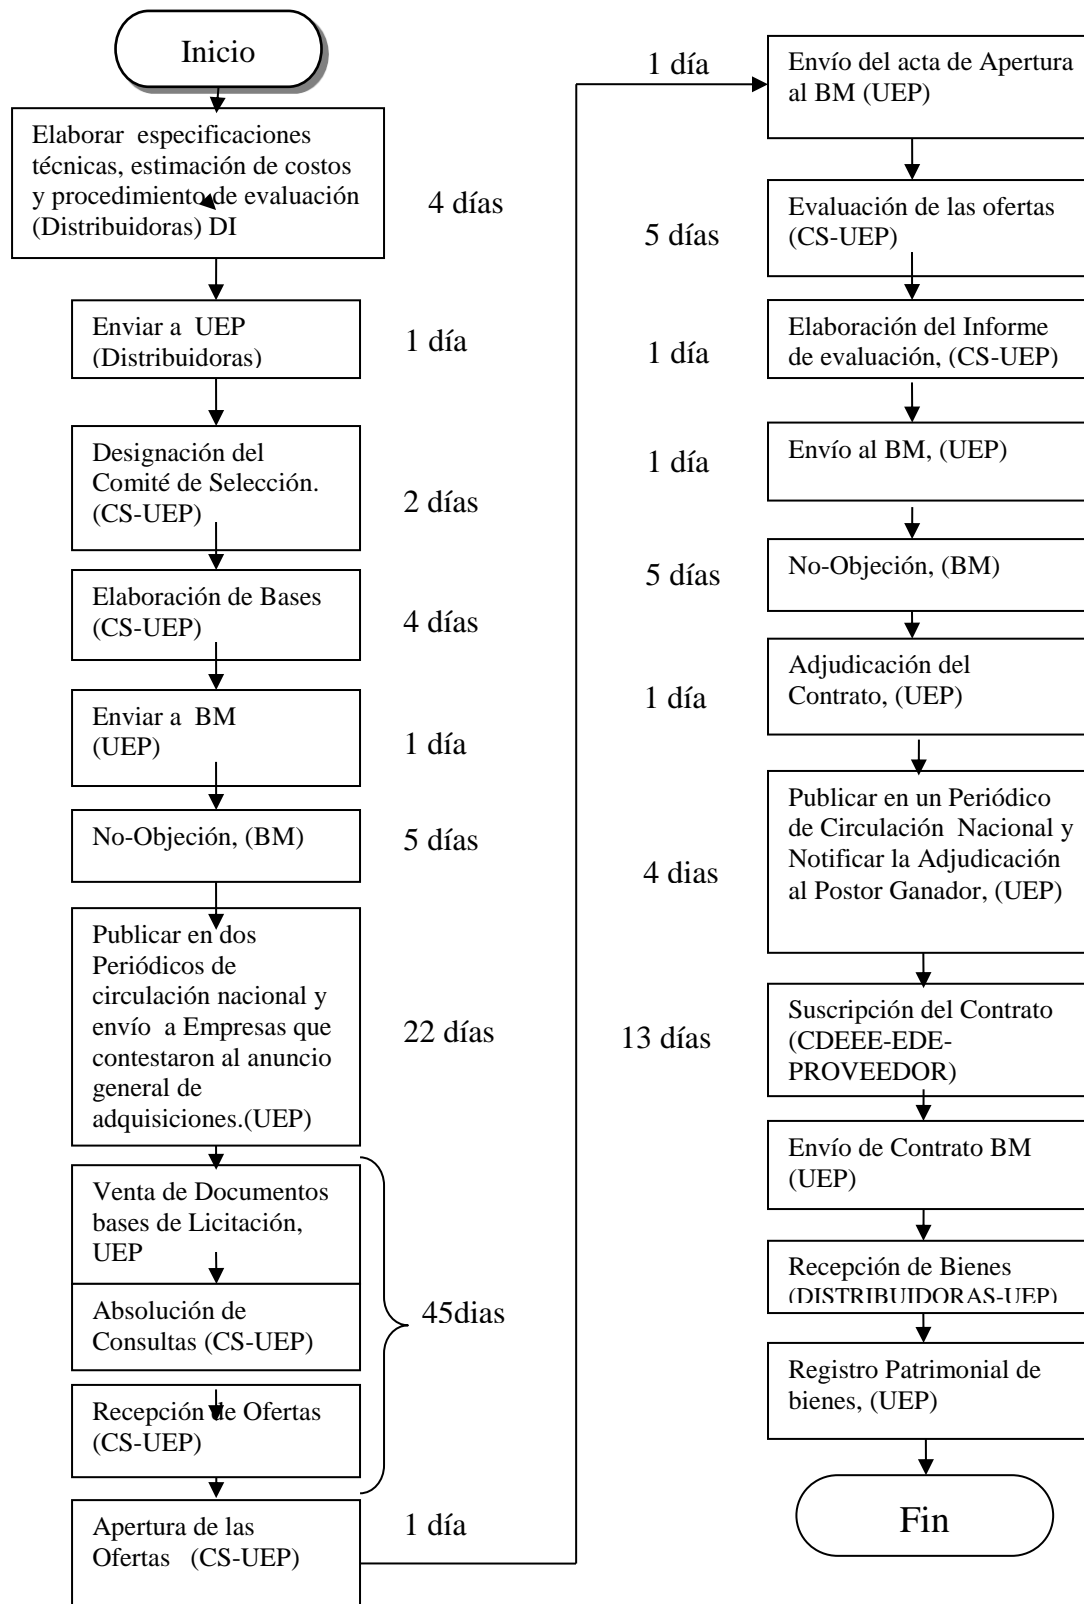 Inicio
Elaborar especificaciones
técnicas, estimación de costos
y procedimiento de evaluación
(Distribuidoras) DI
4 días
Enviar a UEP
(Distribuidoras)
1 día
Designación del
Comité de Selección.
(CS-UEP)
2 días
Elaboración de Bases
(CS-UEP)
4 días
Enviar a BM
(UEP)
1 día
No-Objeción, (BM)
5 días
Publicar en dos
Periódicos de
circulación nacional y
envío a Empresas que
contestaron al anuncio
general de
adquisiciones.(UEP)
22 días
Venta de Documentos
bases de Licitación,
UEP
Absolución de
Consultas (CS-UEP)
Recepción de Ofertas
(CS-UEP)
45dias
Apertura de las
Ofertas (CS-UEP)
1 día
1 día
Envío del acta de Apertura
al BM (UEP)
5 días
Evaluación de las ofertas
(CS-UEP)
1 día
Elaboración del Informe
de evaluación, (CS-UEP)
1 día
Envío al BM, (UEP)
5 días
No-Objeción, (BM)
1 día
Adjudicación del
Contrato, (UEP)
4 dias
Publicar en un Periódico
de Circulación Nacional y
Notificar la Adjudicación
al Postor Ganador, (UEP)
13 días
Suscripción del Contrato
(CDEEE-EDE-
PROVEEDOR)
Envío de Contrato BM
(UEP)
Recepción de Bienes
(DISTRIBUIDORAS-UEP)
Registro Patrimonial de
bienes, (UEP)
Fin